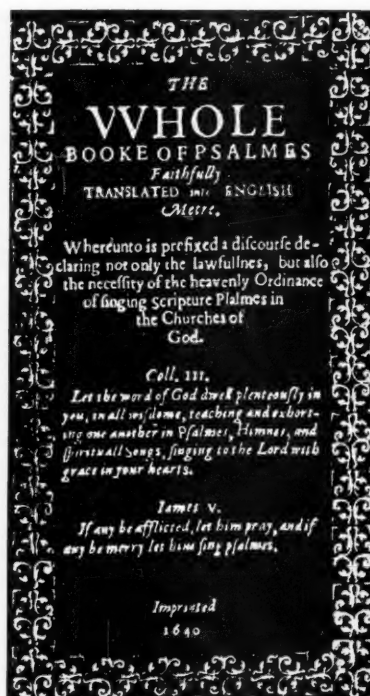 THE
VVHOLE
BOOKE OF PSALMES
Faithfully
TRANSLATED into ENGLISH
Metre.
Whereunto is prefixed a discourse de-
claring not only the lawfullnes, but also
the necessity of the heavenly Ordinance
of singing Scripture Psalmes in
the Churches of
God.
Coll. III.
Let the word of God dwell plenteously in
you, in all wisdome, teaching and exhort-
ing one another in Psalmes, Himnes, and
spirituall Songs, singing to the Lord with
grace in your hearts.
Iames V.
If any be afflicted, let him pray, and if
any be merry let him sing psalmes.
Imprinted
1640